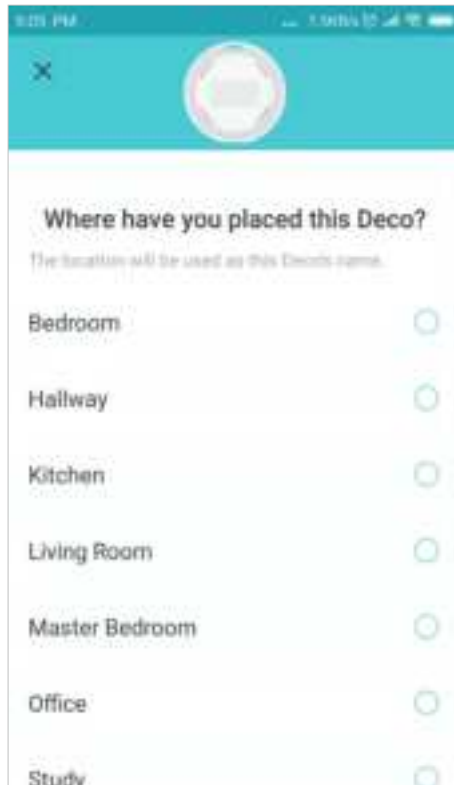 Where have you placed this Deco?
The location will be used as this Deco's name.
Bedroom
Hallway
Kitchen
Living Room
Master Bedroom
Office
Study